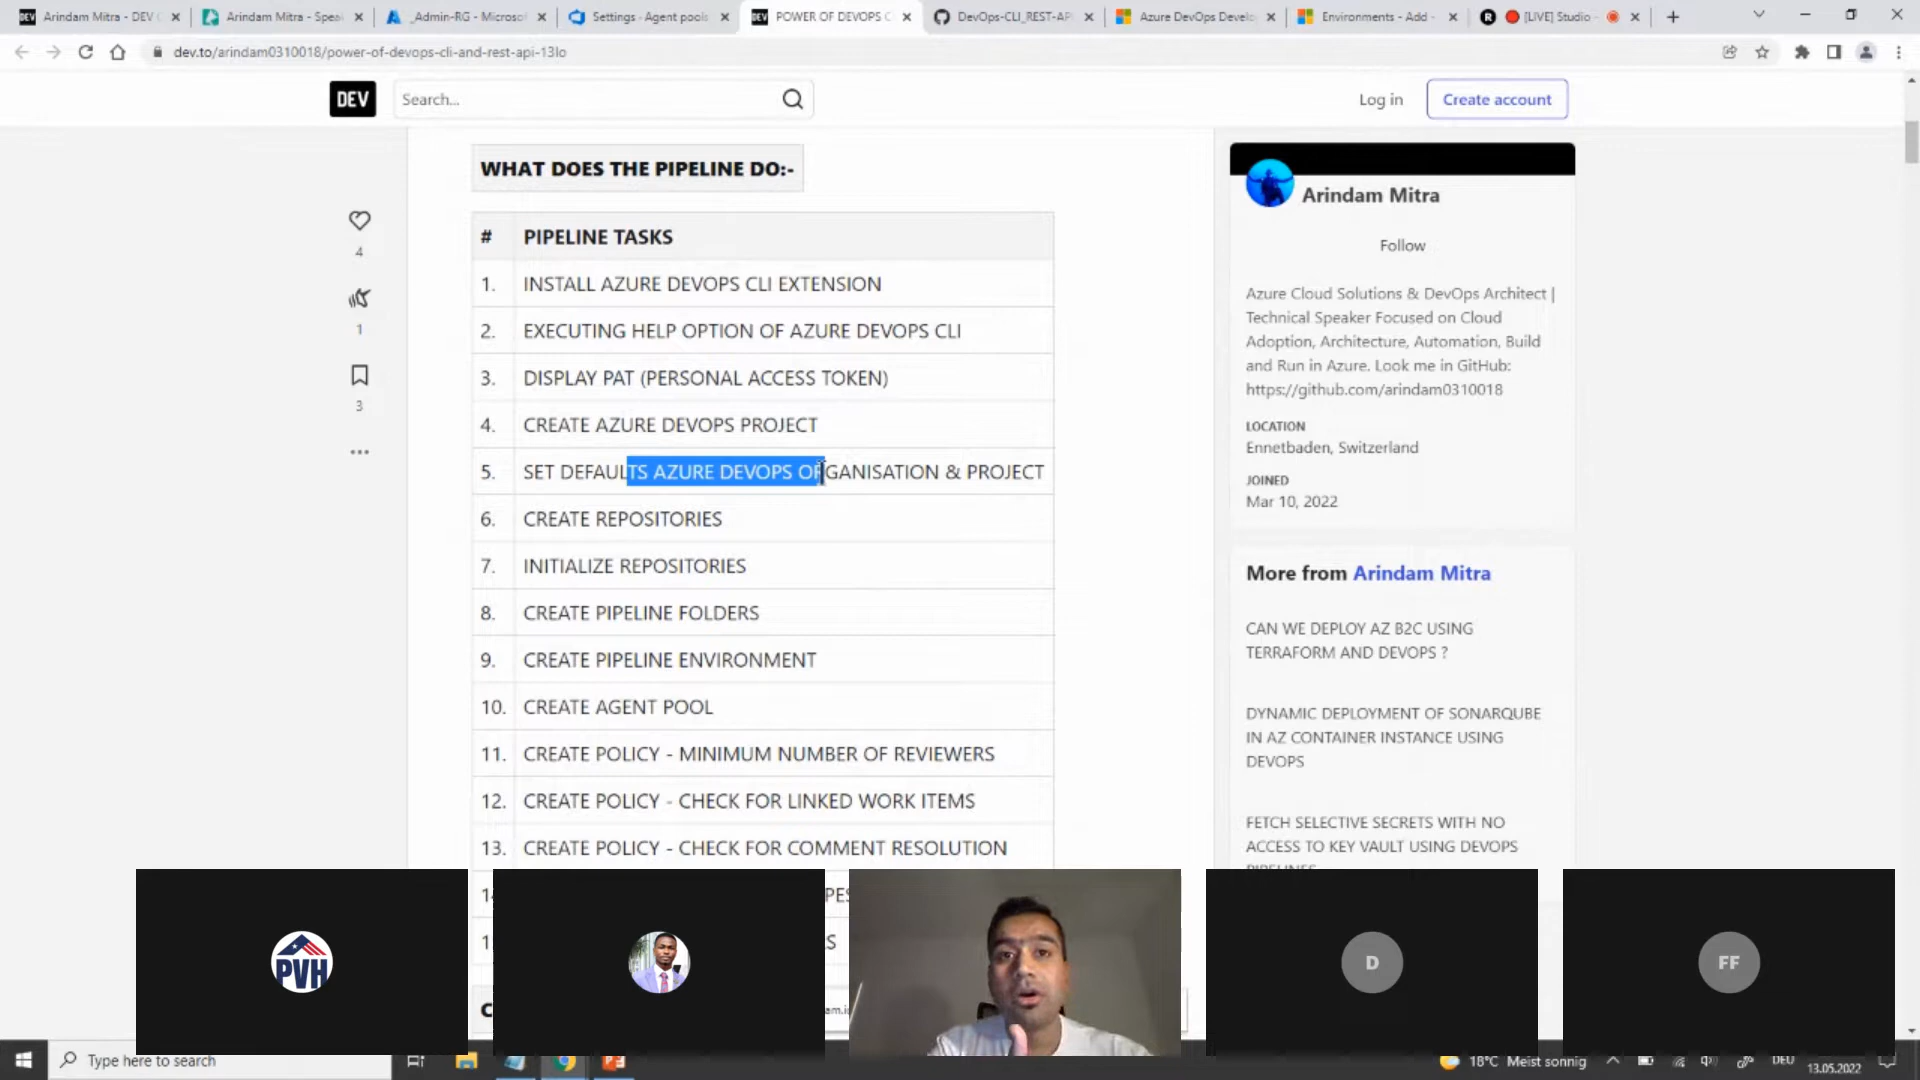 Arindam Mitra - DEV
Arindam Mitra - Spea
_Admin-RG - Microso
Settings - Agent pools
DEV
POWER OF DEVOPS C
DevOps-CLI_REST-AP
Azure DevOps Develo
Environments - Add
[LIVE] Studio
dev.to/arindam0310018/power-of-devops-cli-and-rest-api-13lo
DEV
Search...
Log in
Create account
WHAT DOES THE PIPELINE DO:-
# PIPELINE TASKS
1. INSTALL AZURE DEVOPS CLI EXTENSION
2. EXECUTING HELP OPTION OF AZURE DEVOPS CLI
3. DISPLAY PAT (PERSONAL ACCESS TOKEN)
4. CREATE AZURE DEVOPS PROJECT
5. SET DEFAULTS AZURE DEVOPS ORGANISATION & PROJECT
6. CREATE REPOSITORIES
7. INITIALIZE REPOSITORIES
8. CREATE PIPELINE FOLDERS
9. CREATE PIPELINE ENVIRONMENT
10. CREATE AGENT POOL
11. CREATE POLICY - MINIMUM NUMBER OF REVIEWERS
12. CREATE POLICY - CHECK FOR LINKED WORK ITEMS
13. CREATE POLICY - CHECK FOR COMMENT RESOLUTION
4
1
3
Arindam Mitra
Follow
Azure Cloud Solutions & DevOps Architect |
Technical Speaker Focused on Cloud
Adoption, Architecture, Automation, Build
and Run in Azure. Look me in GitHub:
https://github.com/arindam0310018
LOCATION
Ennetbaden, Switzerland
JOINED
Mar 10, 2022
More from Arindam Mitra
CAN WE DEPLOY AZ B2C USING
TERRAFORM AND DEVOPS ?
DYNAMIC DEPLOYMENT OF SONARQUBE
IN AZ CONTAINER INSTANCE USING
DEVOPS
FETCH SELECTIVE SECRETS WITH NO
ACCESS TO KEY VAULT USING DEVOPS
PVH
D
FF
Type here to search
18°C Meist sonnig
DEU
13.05.2022